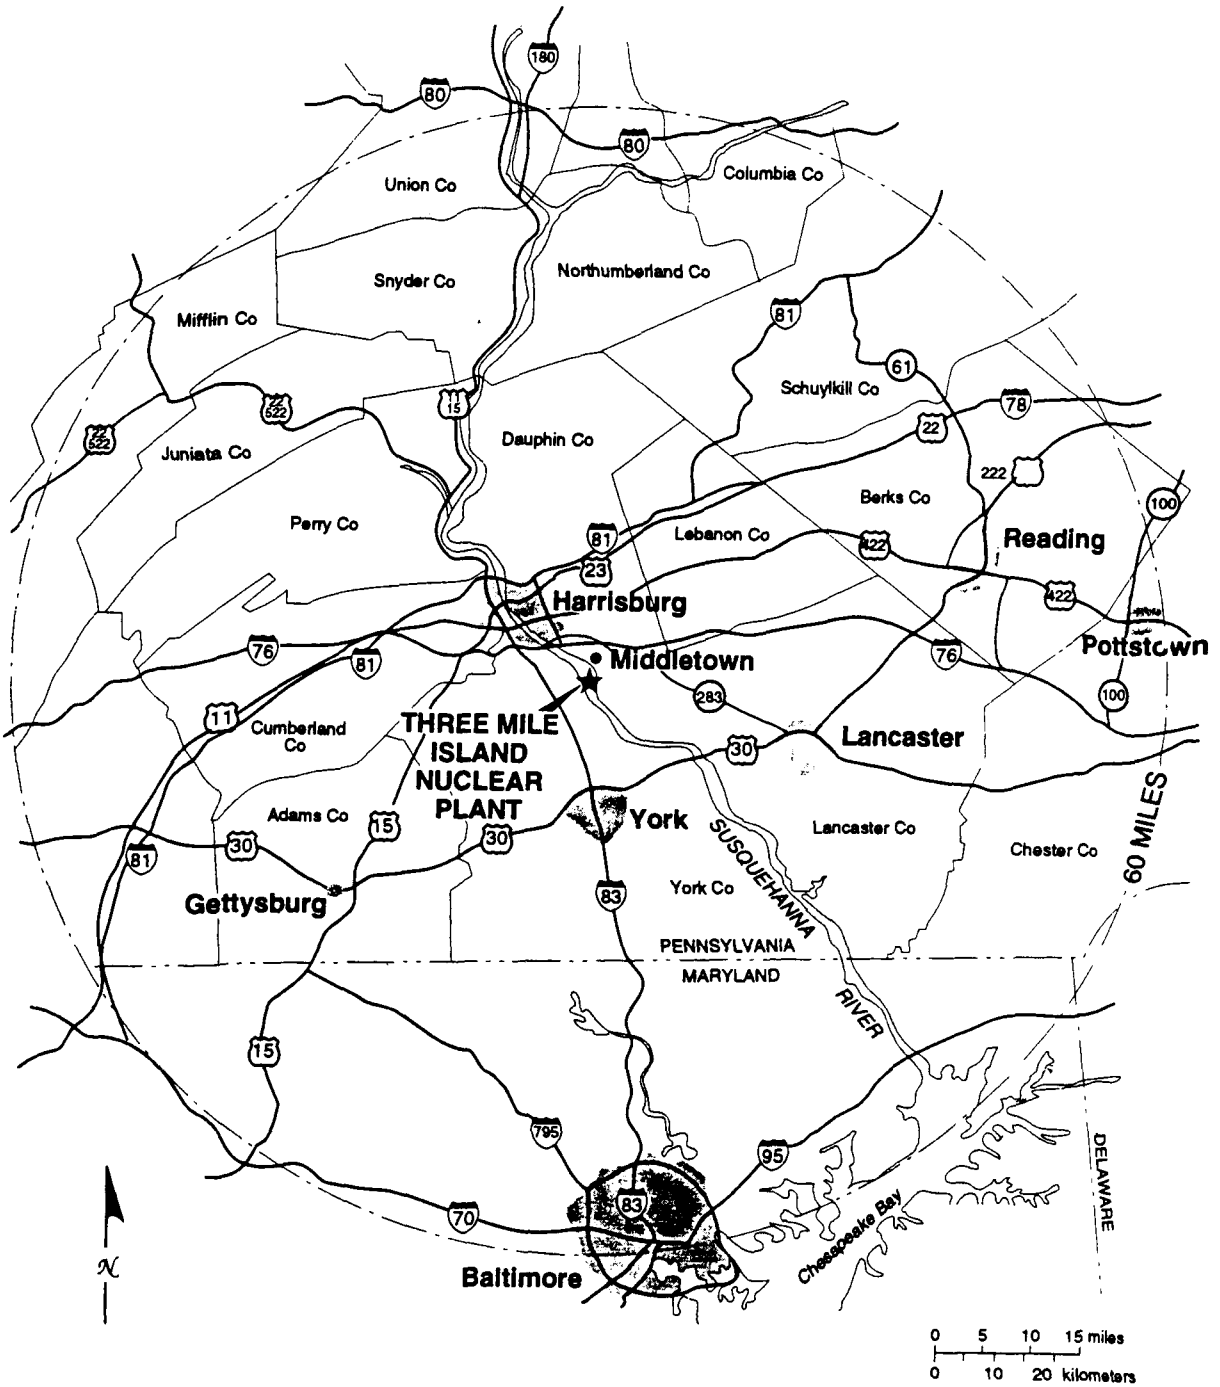 180
80
80
Columbia Co
Union Co
Northumberland Co
Snyder Co
Mifflin Co
81
61
Schuylkill Co
15
22
522
78
22
22
522
Dauphin Co
Juniata Co
222
Berks Co
100
Perry Co
81
Lebanon Co
422
Reading
23
422
Harrisburg
76
81
Middletown
76
Pottstown
283
100
11
Cumberland
Co
THREE MILE
ISLAND
NUCLEAR
PLANT
30
Lancaster
60 MILES
Adams Co
15
York
30
30
81
SUSQUEHANNA
RIVER
Lancaster Co
Chester Co
York Co
83
Gettysburg
PENNSYLVANIA
MARYLAND
15
795
95
DELAWARE
83
70
Chesapeake Bay
N
Baltimore
0 5 10 15 miles
0 10 20 kilometers